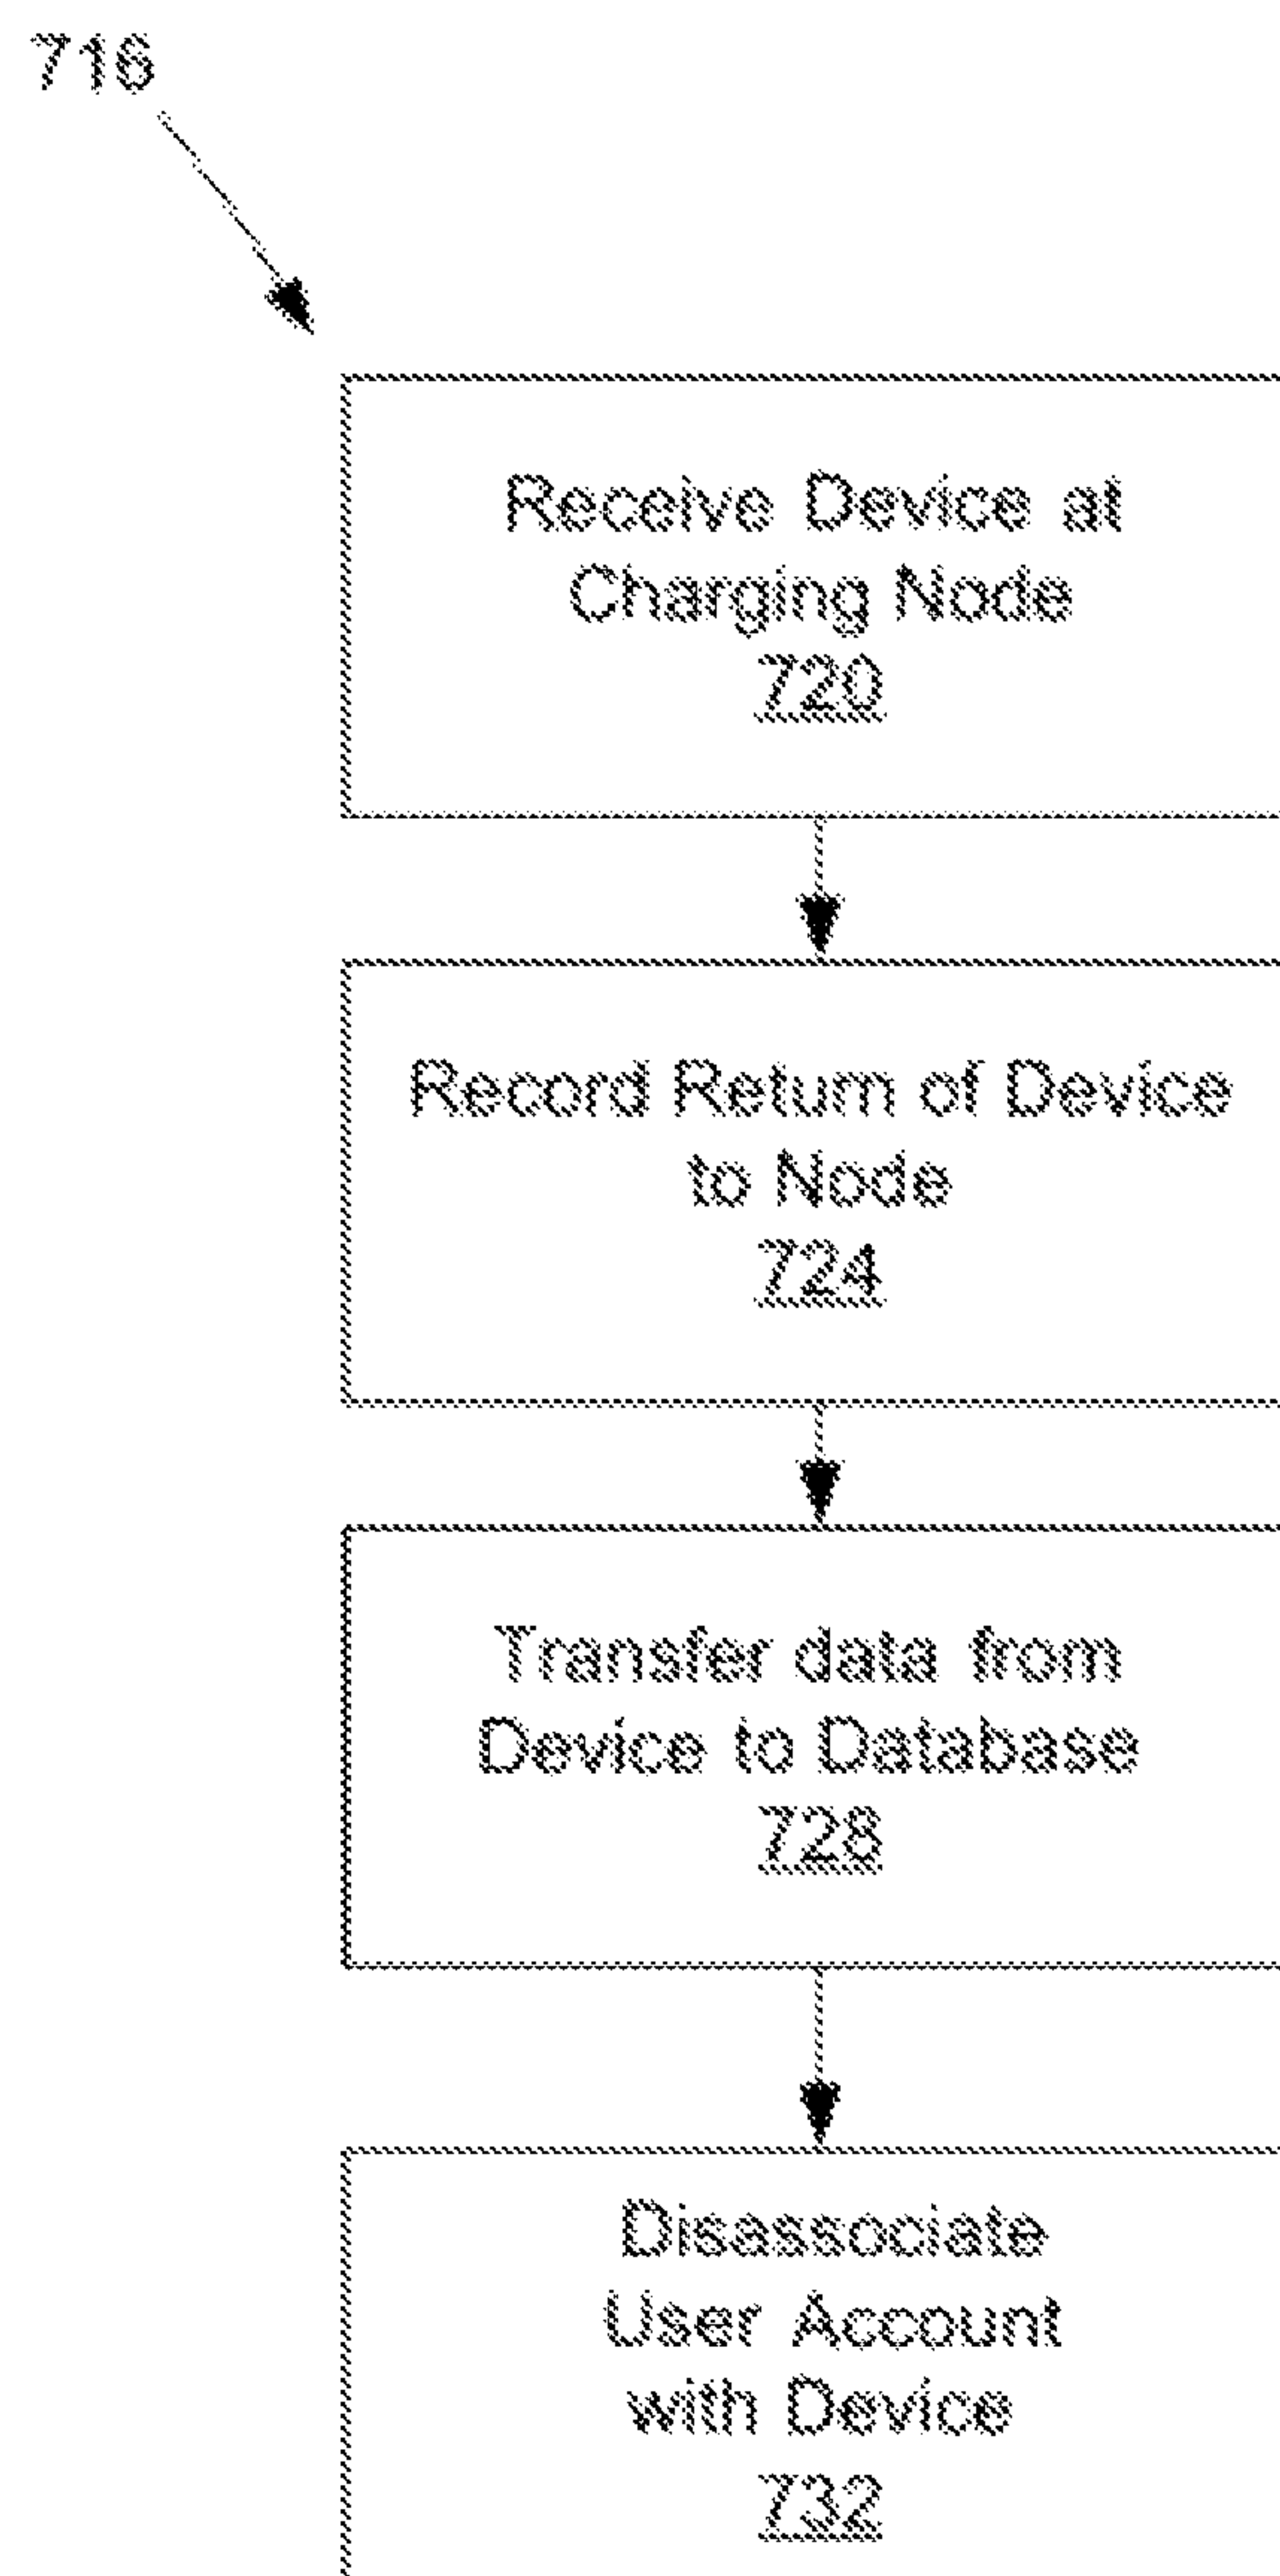 716
Receive Device at
Charging Node
720
Record Return of Device
to Node
724
Transfer data from
Device to Database
728
Disassociate
User Account
with Device
732